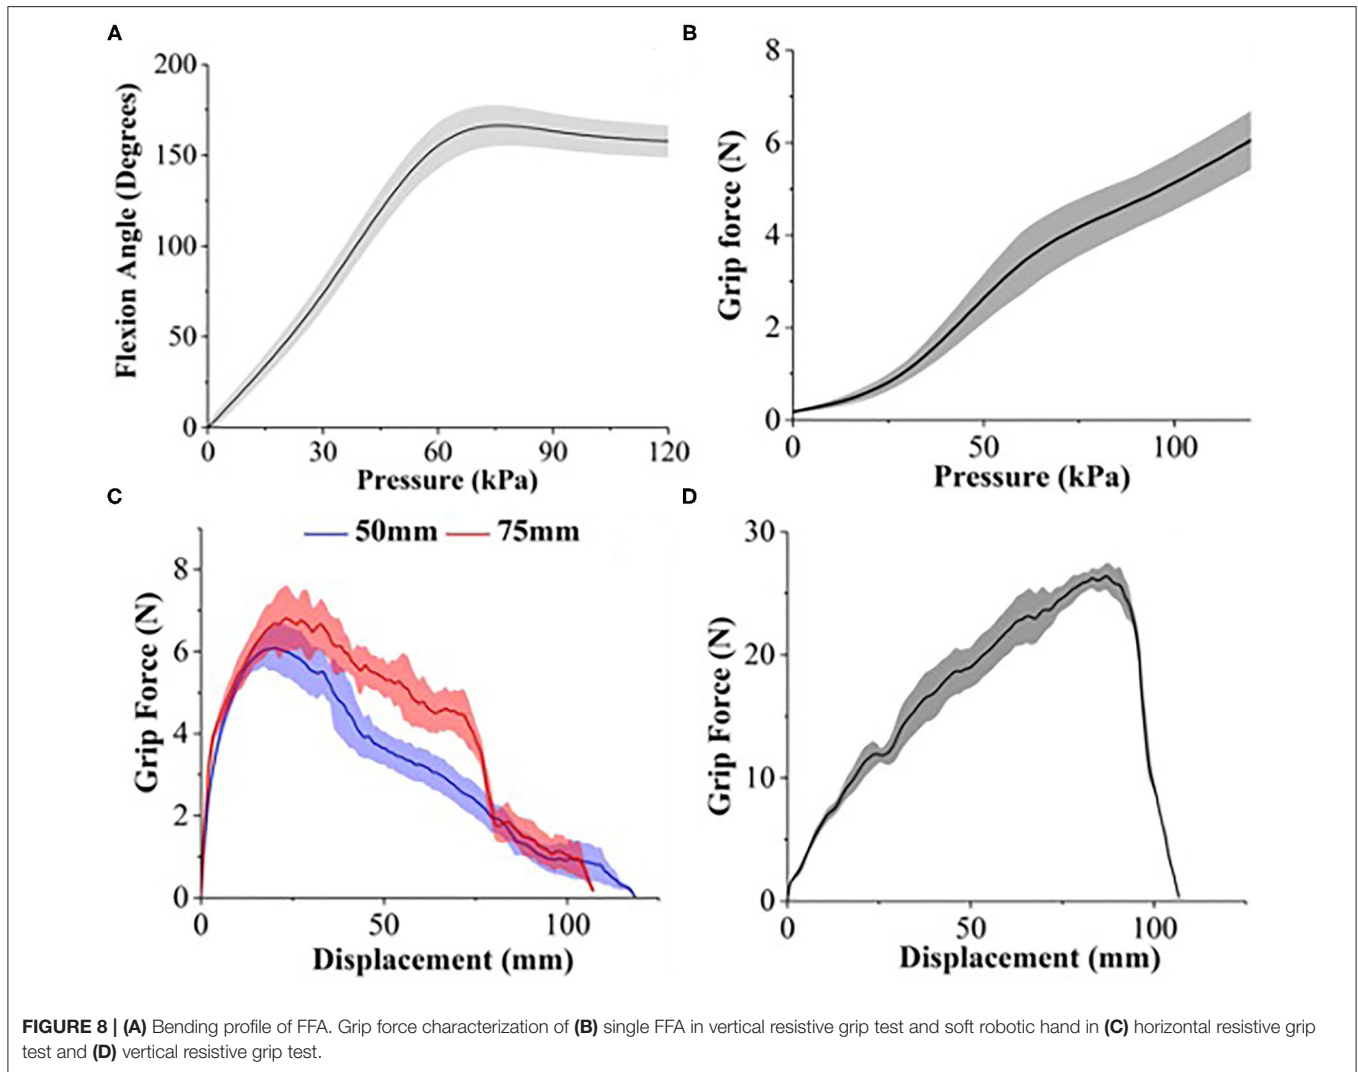 A
200
150
100
50
0
Flexion Angle (Degrees)
0 30 60 90 120
Pressure (kPa)
B
8
6
4
2
0
Grip force (N)
0 50 100
Pressure (kPa)
C
50mm 75mm
8
6
4
2
0
Grip Force (N)
0 50 100
Displacement (mm)
D
30
20
10
0
Grip Force (N)
0 50 100
Displacement (mm)
FIGURE 8 | (A) Bending profile of FFA. Grip force characterization of (B) single FFA in vertical resistive grip test and soft robotic hand in (C) horizontal resistive grip
test and (D) vertical resistive grip test.